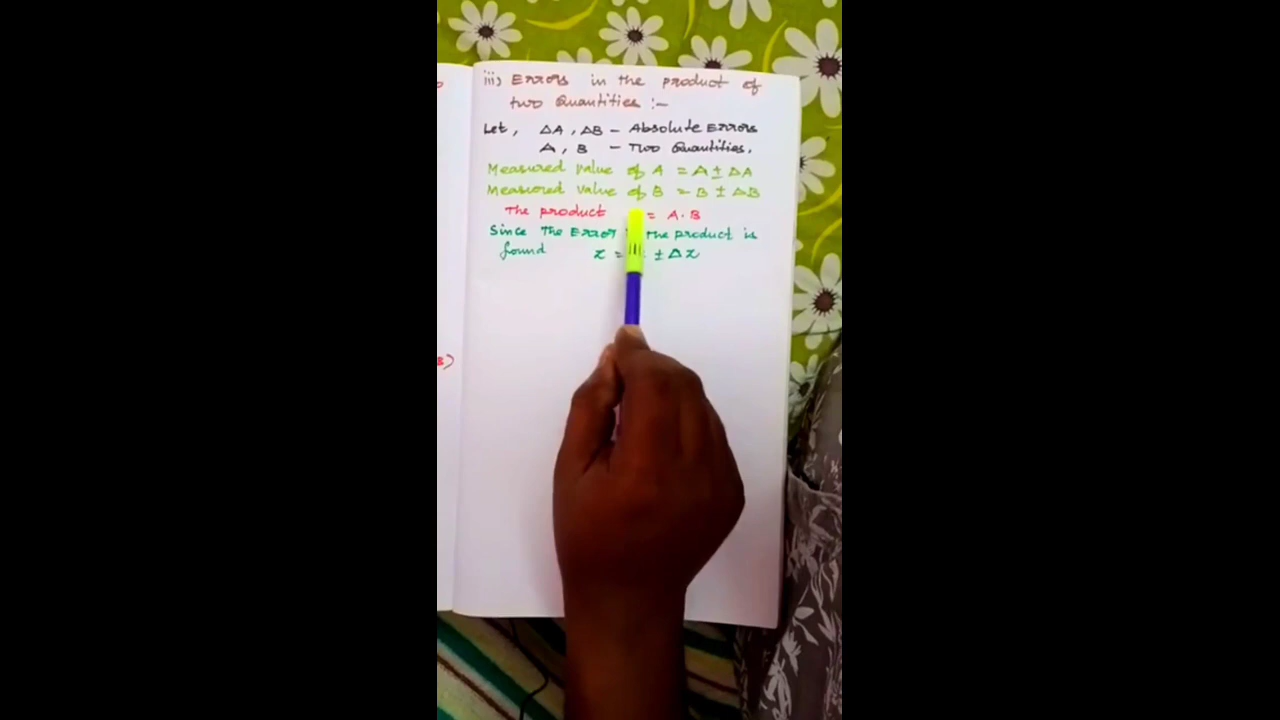 iii) Errors in the product of
two Quantities :-
Let, ΔA, ΔB - Absolute Errors
A, B - Two Quantities.
Measured value of A = A ± ΔA
Measured value of B = B ± ΔB
The product = A.B
Since The Error the product is
found z = ± Δz
B)